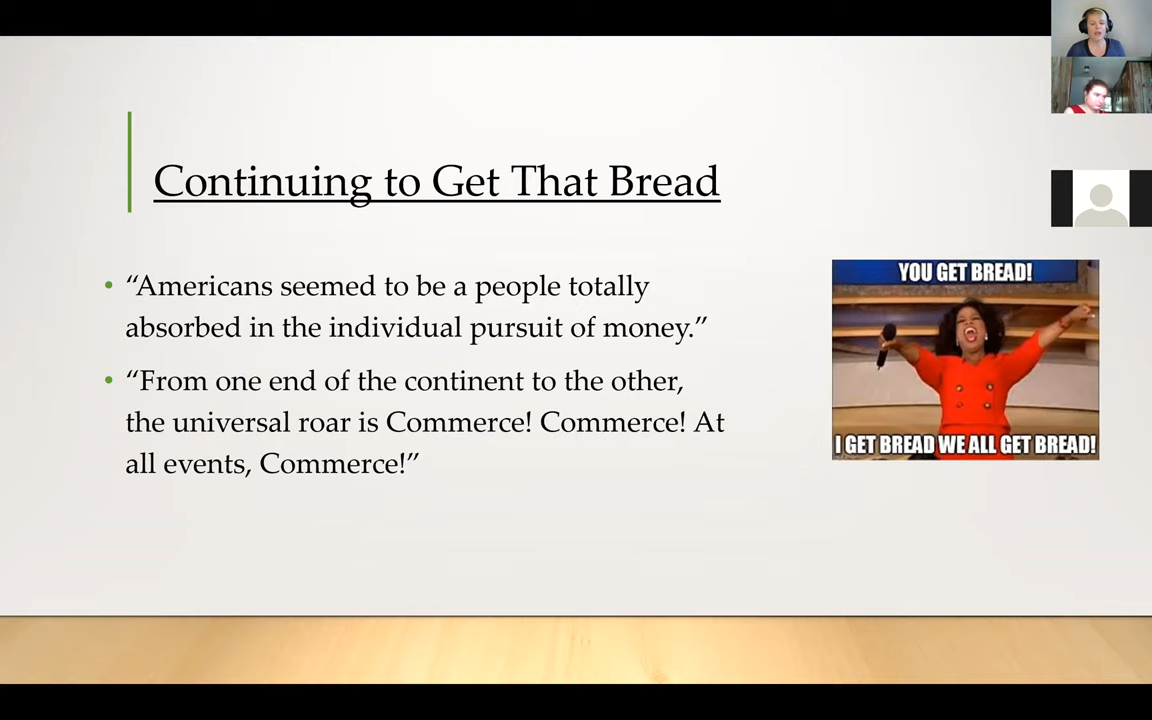 Continuing to Get That Bread
• “Americans seemed to be a people totally
absorbed in the individual pursuit of money.”
• “From one end of the continent to the other,
the universal roar is Commerce! Commerce! At
all events, Commerce!”
YOU GET BREAD!
I GET BREAD WE ALL GET BREAD!